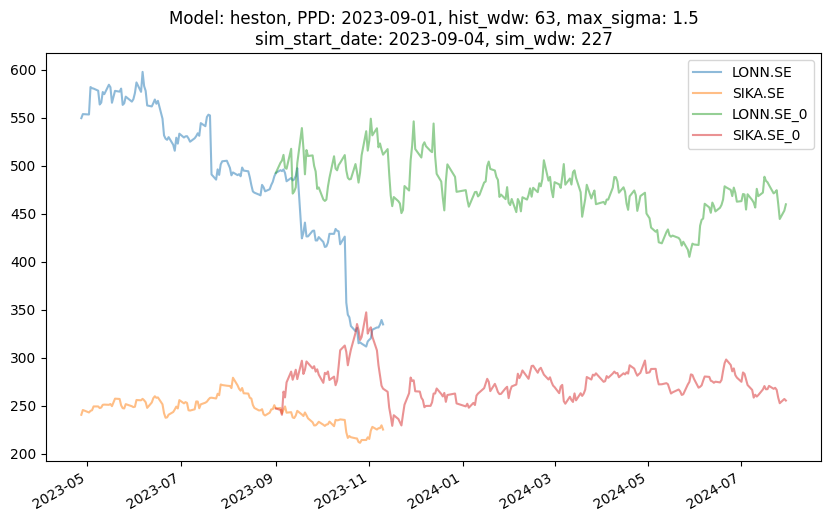 Model: heston, PPD: 2023-09-01, hist_wdw: 63, max_sigma: 1.5
sim_start_date: 2023-09-04, sim_wdw: 227
600
550
500
450
400
350
300
250
200
LONN.SE
SIKA.SE
LONN.SE_0
SIKA.SE_0
2023-05
2023-07
2023-09
2023-11
2024-01
2024-03
2024-05
2024-07